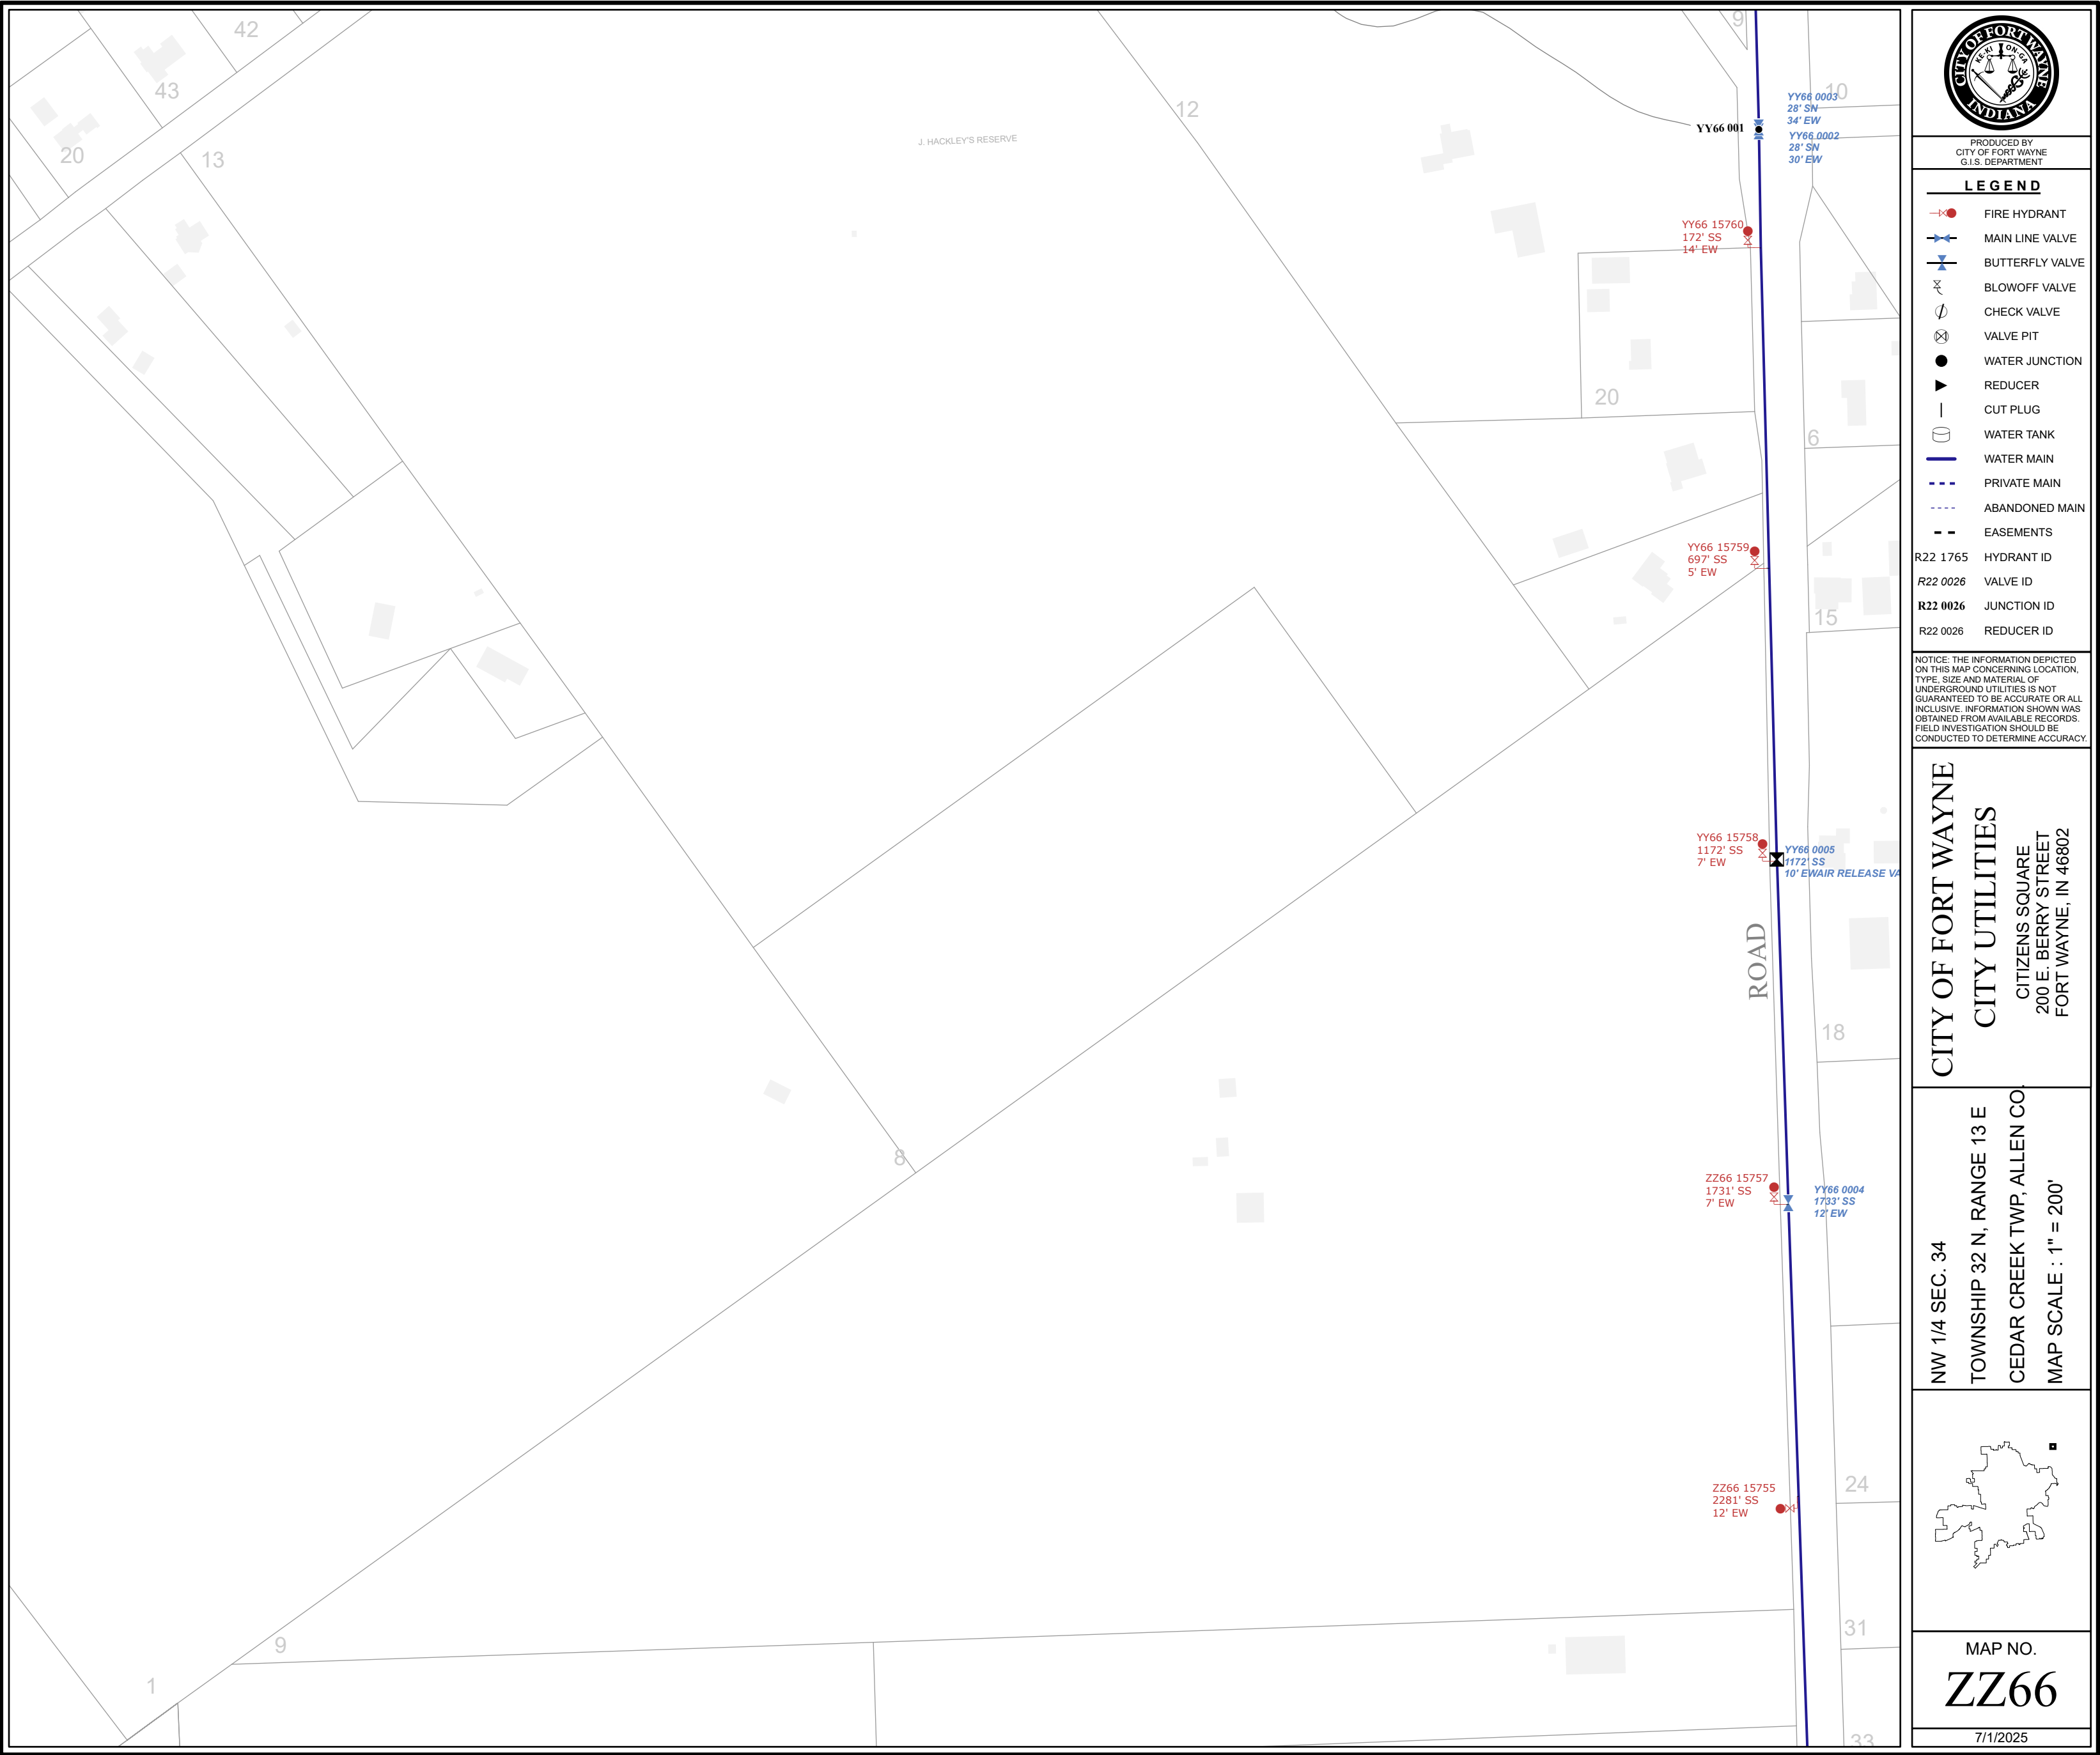 42
43
20
13
12
J. HACKLEY'S RESERVE
9
10
YY66 0003
28' SN
34' EW
YY66 001
YY66 0002
28' SN
30' EW
YY66 15760
172' SS
14' EW
20
6
YY66 15759
697' SS
5' EW
15
YY66 15758
1172' SS
7' EW
YY66 0005
1172' SS
10' EWAIR RELEASE VA
ROAD
18
8
ZZ66 15757
1731' SS
7' EW
YY66 0004
1733' SS
12' EW
ZZ66 15755
2281' SS
12' EW
24
31
9
1
33
CITY OF FORT WAYNE
KE-KI ON-GA
INDIANA
PRODUCED BY
CITY OF FORT WAYNE
G.I.S. DEPARTMENT
LEGEND
FIRE HYDRANT
MAIN LINE VALVE
BUTTERFLY VALVE
BLOWOFF VALVE
CHECK VALVE
VALVE PIT
WATER JUNCTION
REDUCER
CUT PLUG
WATER TANK
WATER MAIN
PRIVATE MAIN
ABANDONED MAIN
EASEMENTS
R22 1765 HYDRANT ID
R22 0026 VALVE ID
R22 0026 JUNCTION ID
R22 0026 REDUCER ID
NOTICE: THE INFORMATION DEPICTED
ON THIS MAP CONCERNING LOCATION,
TYPE, SIZE AND MATERIAL OF
UNDERGROUND UTILITIES IS NOT
GUARANTEED TO BE ACCURATE OR ALL
INCLUSIVE. INFORMATION SHOWN WAS
OBTAINED FROM AVAILABLE RECORDS.
FIELD INVESTIGATION SHOULD BE
CONDUCTED TO DETERMINE ACCURACY.
CITY OF FORT WAYNE
CITY UTILITIES
CITIZENS SQUARE
200 E. BERRY STREET
FORT WAYNE, IN 46802
NW 1/4 SEC. 34
TOWNSHIP 32 N, RANGE 13 E
CEDAR CREEK TWP, ALLEN CO.
MAP SCALE : 1" = 200'
MAP NO.
ZZ66
7/1/2025